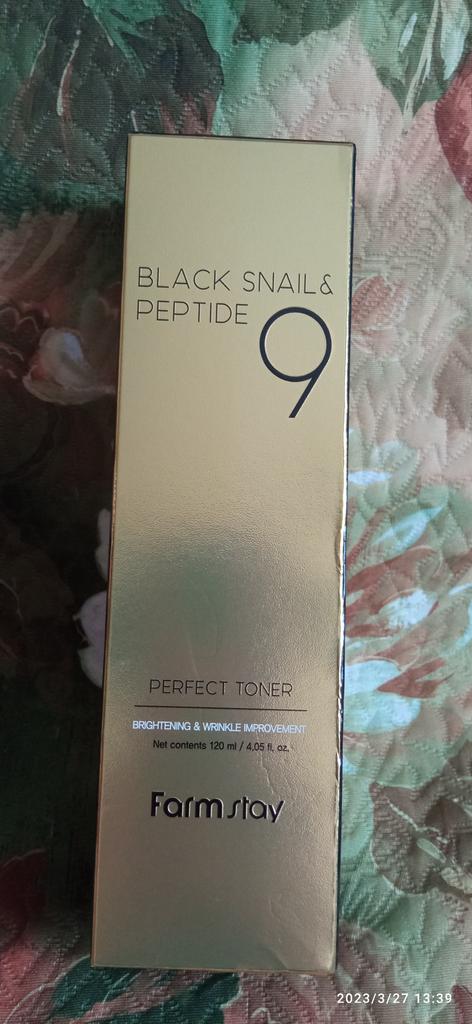 BLACK SNAIL&
PEPTIDE 9
PERFECT TONER
BRIGHTENING & WRINKLE IMPROVEMENT
Net contents 120 ml / 4.05 fl. oz.
Farmstay
2023/3/27 13:39